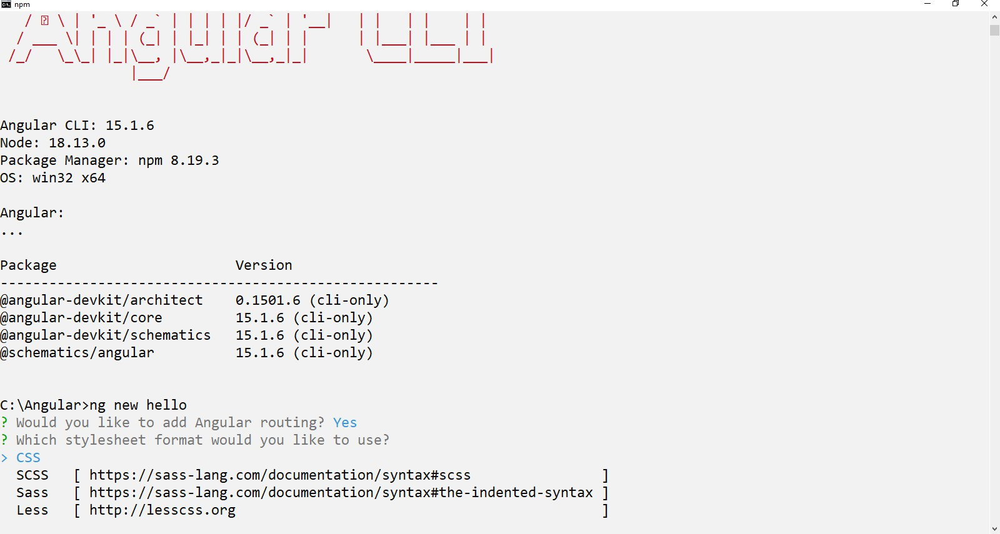 npm
Angular CLI
Angular CLI: 15.1.6
Node: 18.13.0
Package Manager: npm 8.19.3
OS: win32 x64
Angular:
...
Package Version
------------------------------------------------------
@angular-devkit/architect 0.1501.6 (cli-only)
@angular-devkit/core 15.1.6 (cli-only)
@angular-devkit/schematics 15.1.6 (cli-only)
@schematics/angular 15.1.6 (cli-only)
C:\Angular>ng new hello
? Would you like to add Angular routing? Yes
? Which stylesheet format would you like to use?
> CSS
SCSS [ https://sass-lang.com/documentation/syntax#scss ]
Sass [ https://sass-lang.com/documentation/syntax#the-indented-syntax ]
Less [ http://lesscss.org ]